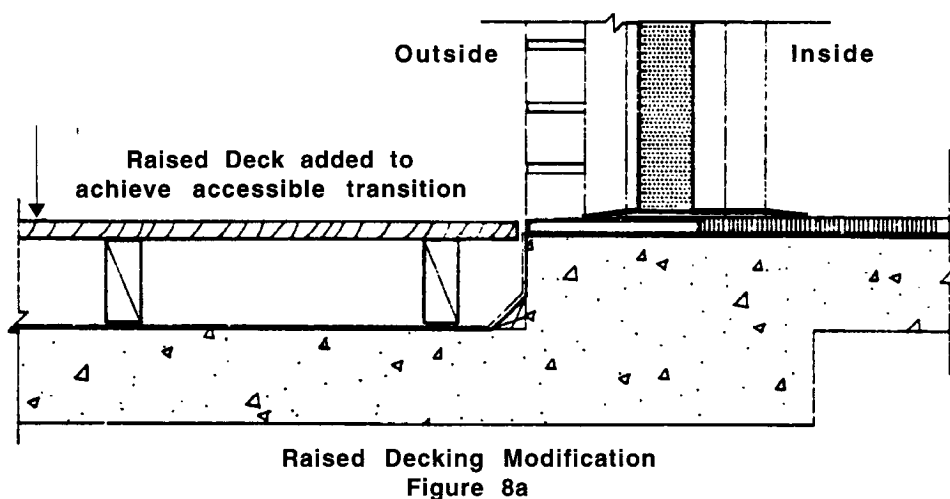 Outside
Inside
Raised Deck added to
achieve accessible transition
Raised Decking Modification
Figure 8a